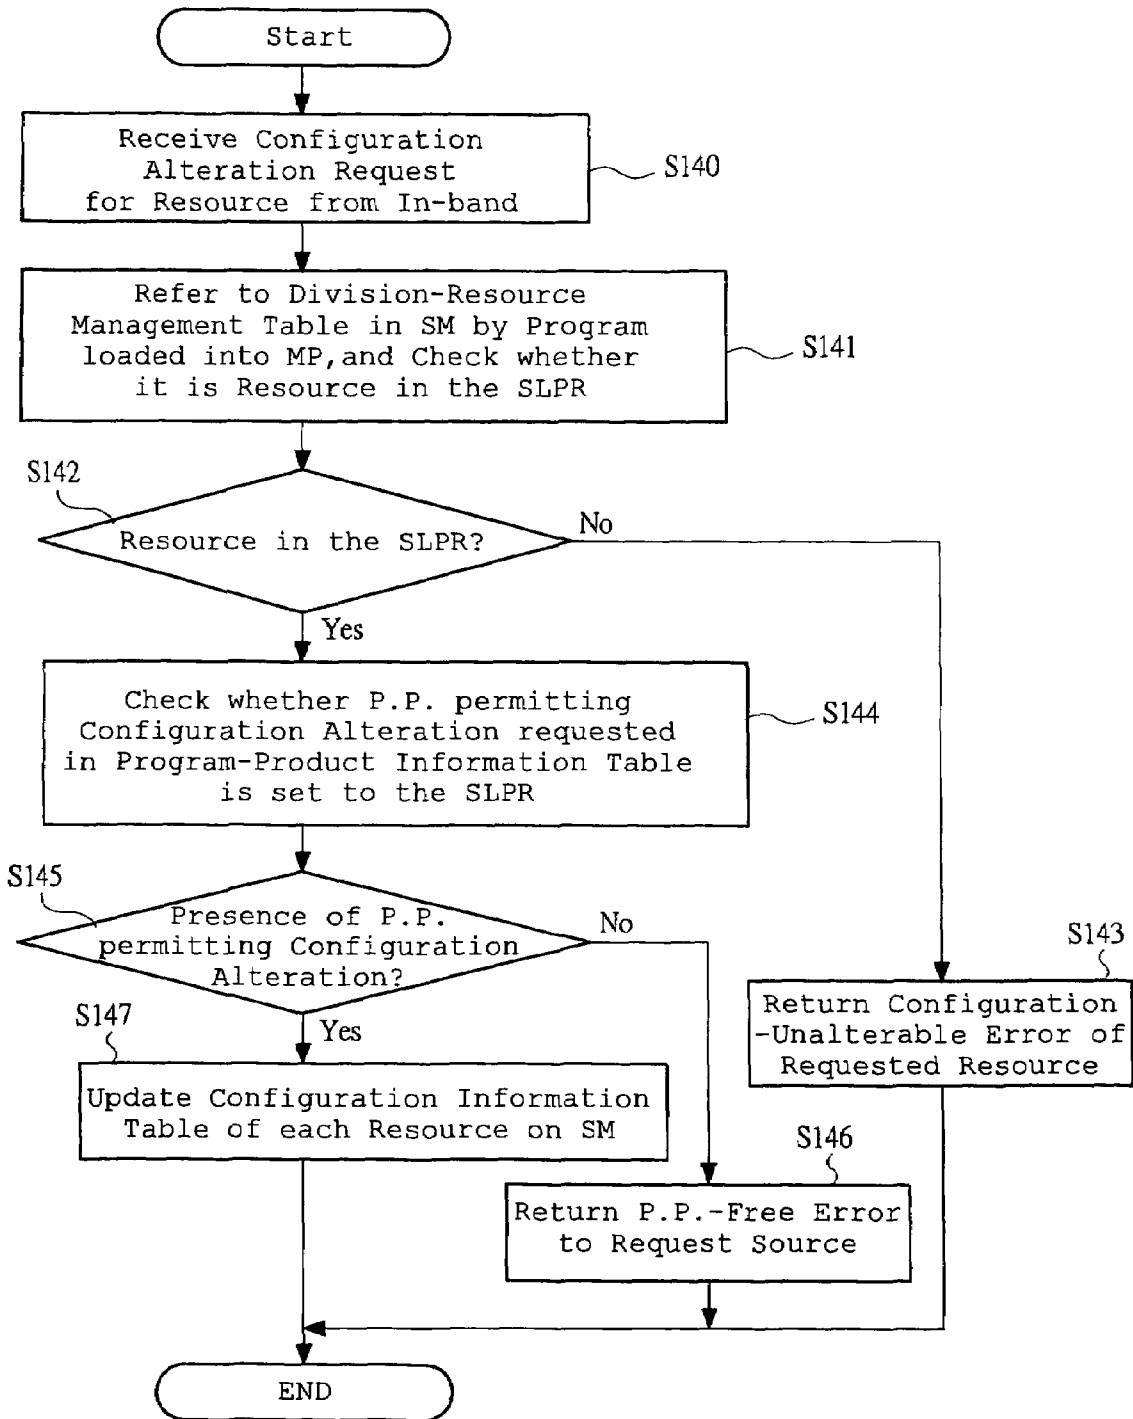 Start
Receive Configuration
Alteration Request
for Resource from In-band
S140
Refer to Division-Resource
Management Table in SM by Program
loaded into MP,and Check whether
it is Resource in the SLPR
S141
S142
Resource in the SLPR?
No
Yes
Check whether P.P. permitting
Configuration Alteration requested
in Program-Product Information Table
is set to the SLPR
S144
S145
Presence of P.P.
permitting Configuration
Alteration?
No
Yes
S143
Return Configuration
-Unalterable Error of
Requested Resource
S147
Update Configuration Information
Table of each Resource on SM
S146
Return P.P.-Free Error
to Request Source
END